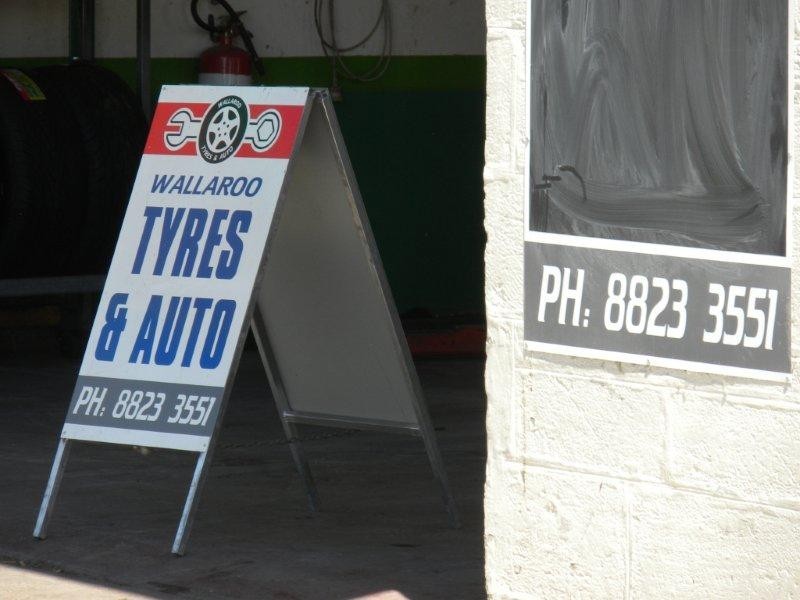 WALLAROO
TYRES & AUTO
WALLAROO
TYRES
& AUTO
PH: 8823 3551
PH: 8823 3551